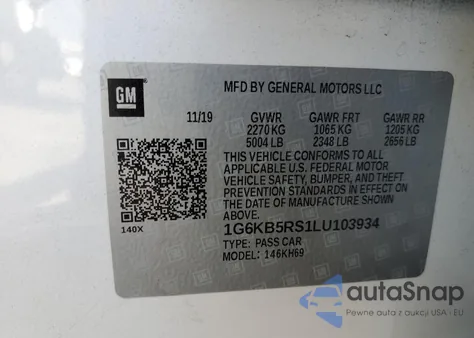 GM
MFD BY GENERAL MOTORS LLC
11/19 GVWR GAWR FRT GAWR RR
2270 KG 1065 KG 1205 KG
5004 LB 2348 LB 2656 LB
THIS VEHICLE CONFORMS TO ALL
APPLICABLE U.S. FEDERAL MOTOR
VEHICLE SAFETY, BUMPER, AND THEFT
PREVENTION STANDARDS IN EFFECT ON
THE DATE OF MANUFACTURE SHOWN
ABOVE.
1G6KB5RS1LU103934
TYPE: PASS CAR
MODEL: 146KH69
140X
autoSnap
Pewne auta z aukcji USA i EU